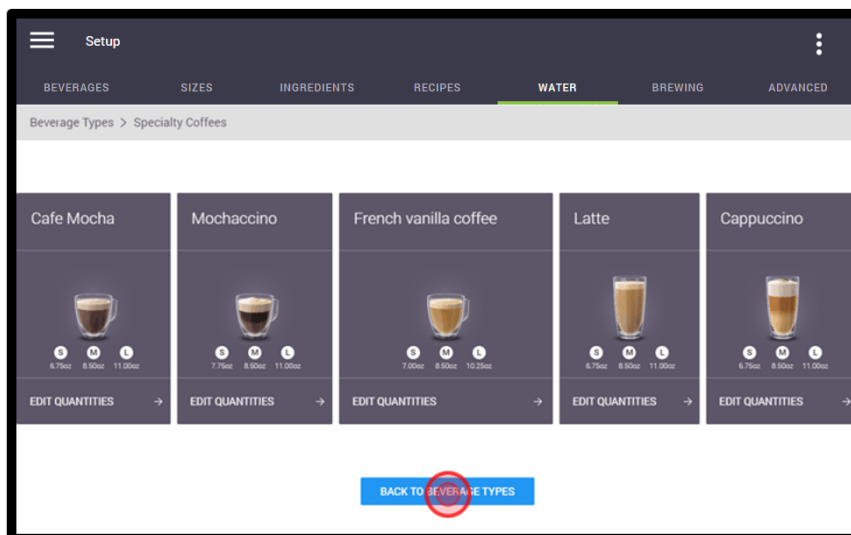 Setup
BEVERAGES SIZES INGREDIENTS RECIPES WATER BREWING ADVANCED
Beverage Types > Specialty Coffees
Cafe Mocha Mochaccino French vanilla coffee Latte Cappuccino
S M L S M L S M L S M L S M L
6.75oz 8.50oz 11.00oz 7.75oz 8.50oz 11.00oz 7.00oz 8.50oz 10.25oz 6.75oz 8.50oz 11.00oz 6.75oz 8.50oz 11.00oz
EDIT QUANTITIES → EDIT QUANTITIES → EDIT QUANTITIES → EDIT QUANTITIES → EDIT QUANTITIES →
BACK TO BEVERAGE TYPES